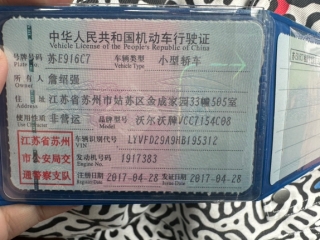 中华人民共和国机动车行驶证
Vehicle License of the People's Republic of China
号牌号码 苏E916C7 车辆类型 小型轿车
Plate No. Vehicle Type
所有人 詹绍强
Owner
住址 江苏省苏州市姑苏区金成家园33幢505室
Address
使用性质 非营运 品牌型号 沃尔沃牌VCC7154C08
江苏省苏州
市公安局交
通警察支队
车辆识别代号 LYVFD29A9HB195312
VIN
发动机号码 1917383
Engine No.
注册日期 2017-04-28 发证日期 2017-04-28
Register Date Issue Date